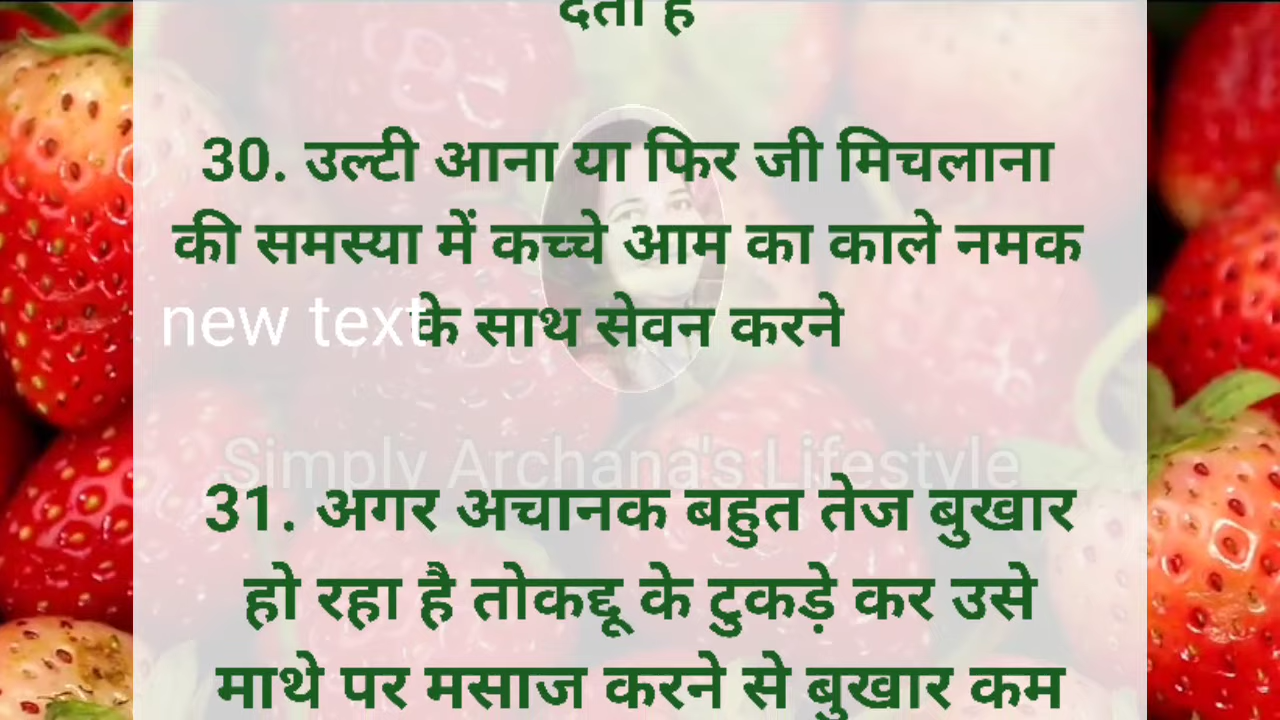 देता है
30. उल्टी आना या फिर जी मिचलाना
की समस्या में कच्चे आम का काले नमक
new text के साथ सेवन करने
Simply Archana's Lifestyle
31. अगर अचानक बहुत तेज बुखार
हो रहा है तोकद्दू के टुकड़े कर उसे
माथे पर मसाज करने से बुखार कम